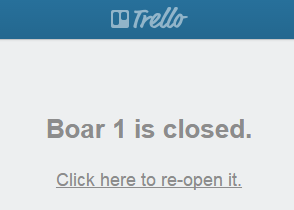 Trello
Boar 1 is closed.
Click here to re-open it.